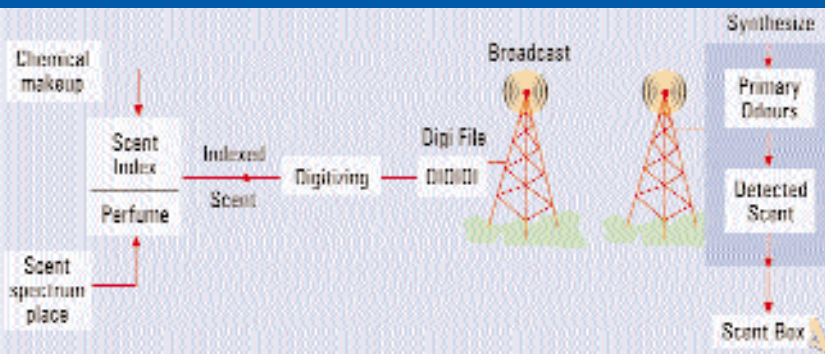 Chemical
makeup
Scent
Index
Perfume
Scent
spectrum
place
Indexed
Scent
Digitizing
Digi File
010101
Broadcast
Synthesize
Primary
Odours
Detected
Scent
Scent Box